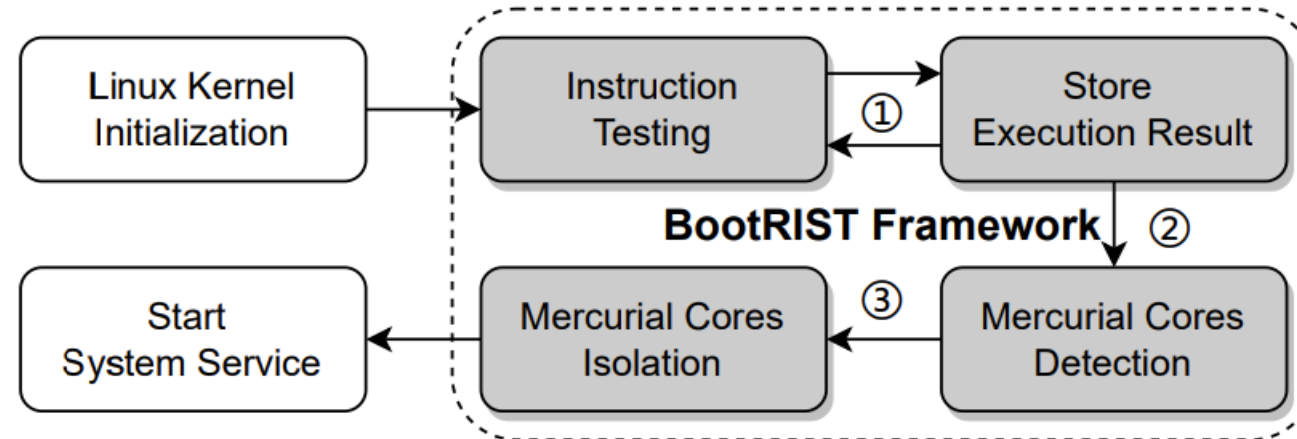 Linux Kernel
Initialization
Instruction
Testing
①
Store
Execution Result
BootRIST Framework
②
Start
System Service
Mercurial Cores
Isolation
③
Mercurial Cores
Detection